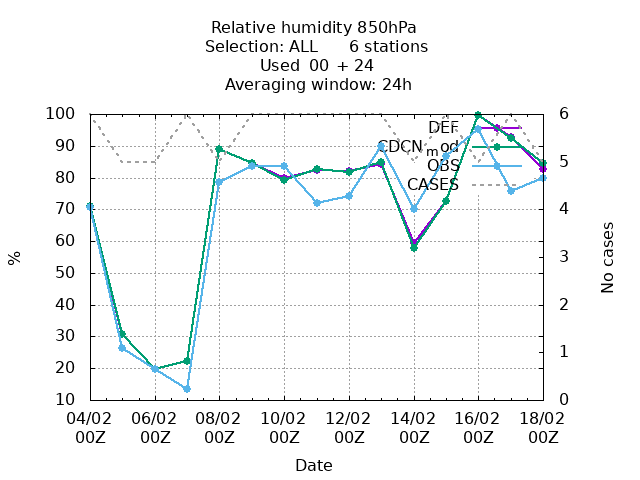 Relative humidity 850hPa
Selection: ALL      6 stations
Used  00  + 24
Averaging window: 24h
100
90
80
70
60
50
40
30
20
10
%
6
5
4
3
2
1
0
No cases
DEF
CDCNmod
OBS
CASES
04/02 06/02 08/02 10/02 12/02 14/02 16/02 18/02
00Z 00Z 00Z 00Z 00Z 00Z 00Z 00Z
Date